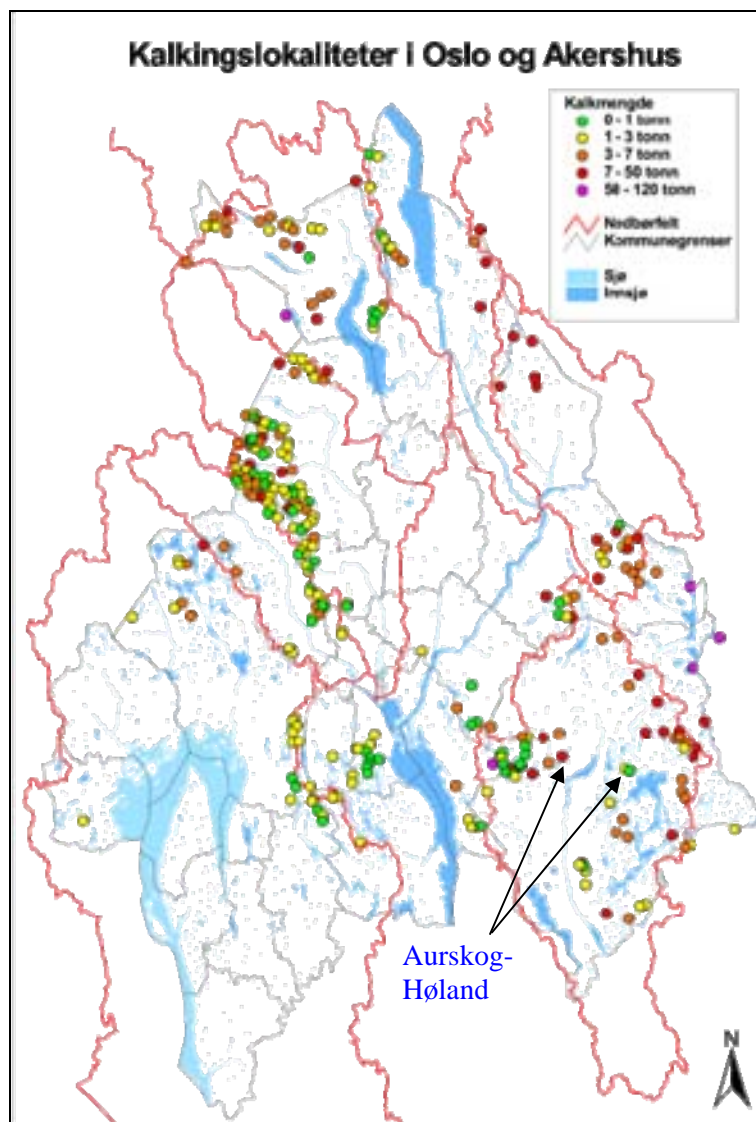 Kalkingslokaliteter i Oslo og Akershus
Kalkmengde
0 - 1 tonn
1 - 3 tonn
3 - 7 tonn
7 - 50 tonn
58 - 120 tonn
Nedbørfelt
Kommunegrenser
Sjø
Innsjø
Aurskog-
Høland
N